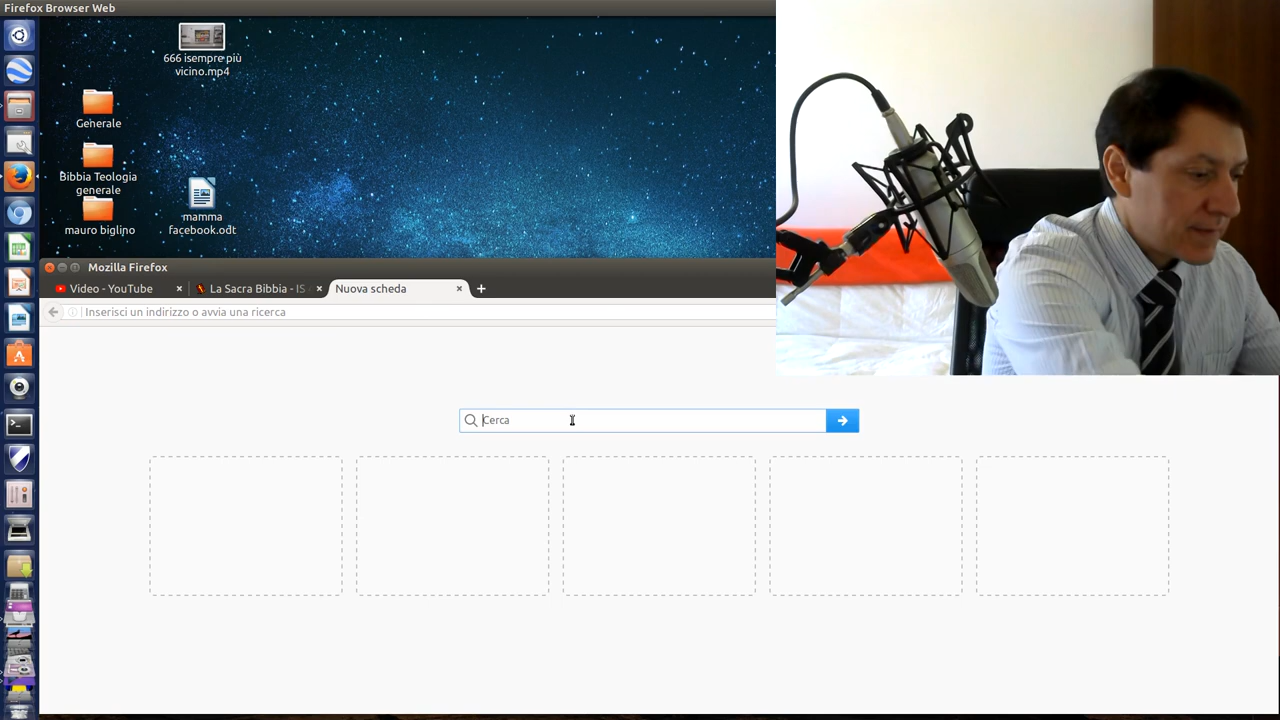 Firefox Browser Web
666 isempre più
vicino.mp4
Generale
Bibbia Teologia
generale
mauro biglino
mamma
facebook.odt
Mozilla Firefox
Video - YouTube
La Sacra Bibbia - IS
Nuova scheda
Inserisci un indirizzo o avvia una ricerca
Cerca